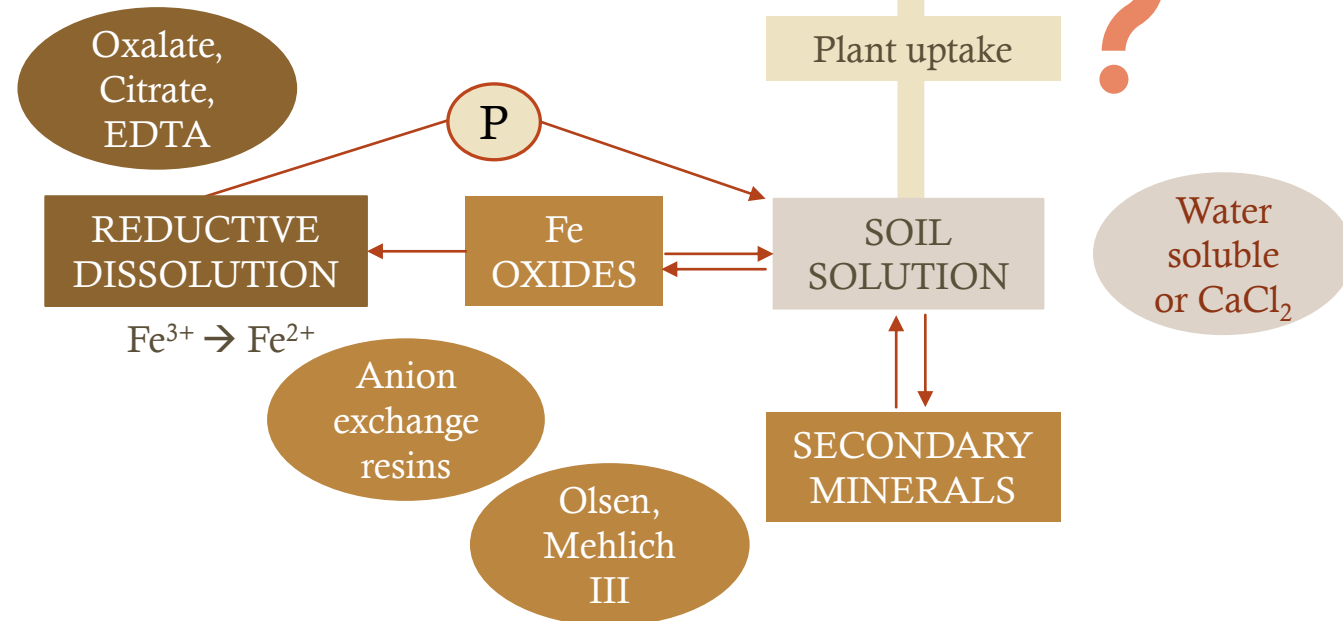 Oxalate,
Citrate,
EDTA
Plant uptake
?
P
REDUCTIVE
DISSOLUTION
Fe
OXIDES
SOIL
SOLUTION
Water
soluble
or CaCl₂
Fe³⁺ → Fe²⁺
Anion
exchange
resins
SECONDARY
MINERALS
Olsen,
Mehlich
III